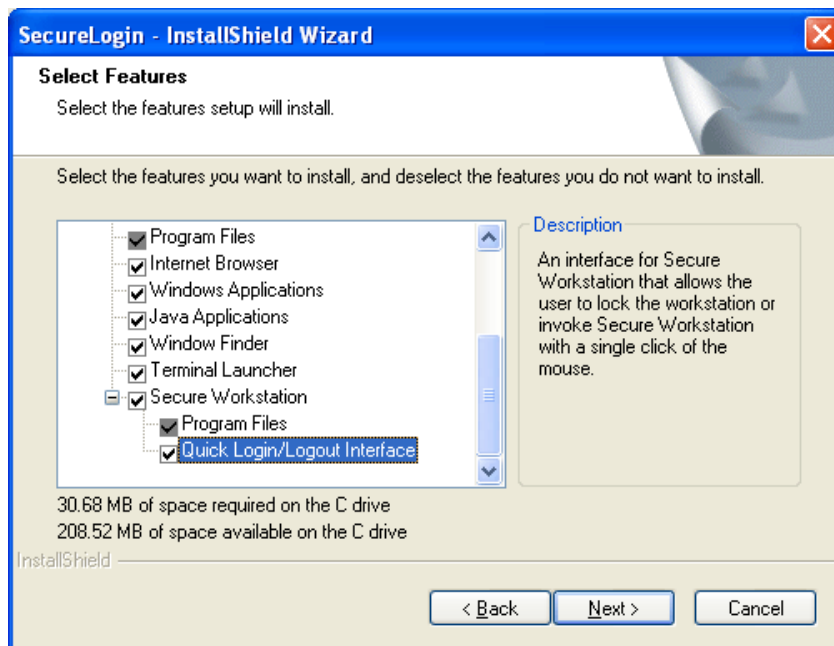 SecureLogin - InstallShield Wizard
Select Features
Select the features setup will install.
Select the features you want to install, and deselect the features you do not want to install.
Program Files
Internet Browser
Windows Applications
Java Applications
Window Finder
Terminal Launcher
Secure Workstation
Program Files
Quick Login/Logout Interface
Description
An interface for Secure
Workstation that allows the
user to lock the workstation or
invoke Secure Workstation
with a single click of the
mouse.
30.68 MB of space required on the C drive
208.52 MB of space available on the C drive
InstallShield
< Back
Next >
Cancel